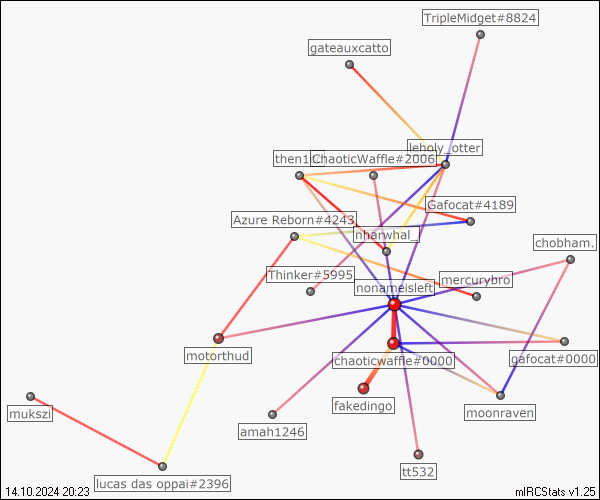 TripleMidget#8824
gateauxcatto
leholy_otter
ChaoticWaffle#2006
Gafocat#4189
Azure Reborn#4243
nharwhal_
chobham.
Thinker#5995
mercurybro
nonameisleft
motorthud
chaoticwaffle#0000
gafocat#0000
fakedingo
mukszi
moonraven
amah1246
tt532
lucas das oppai#2396
14.10.2024 20:23
mIRCStats v1.25